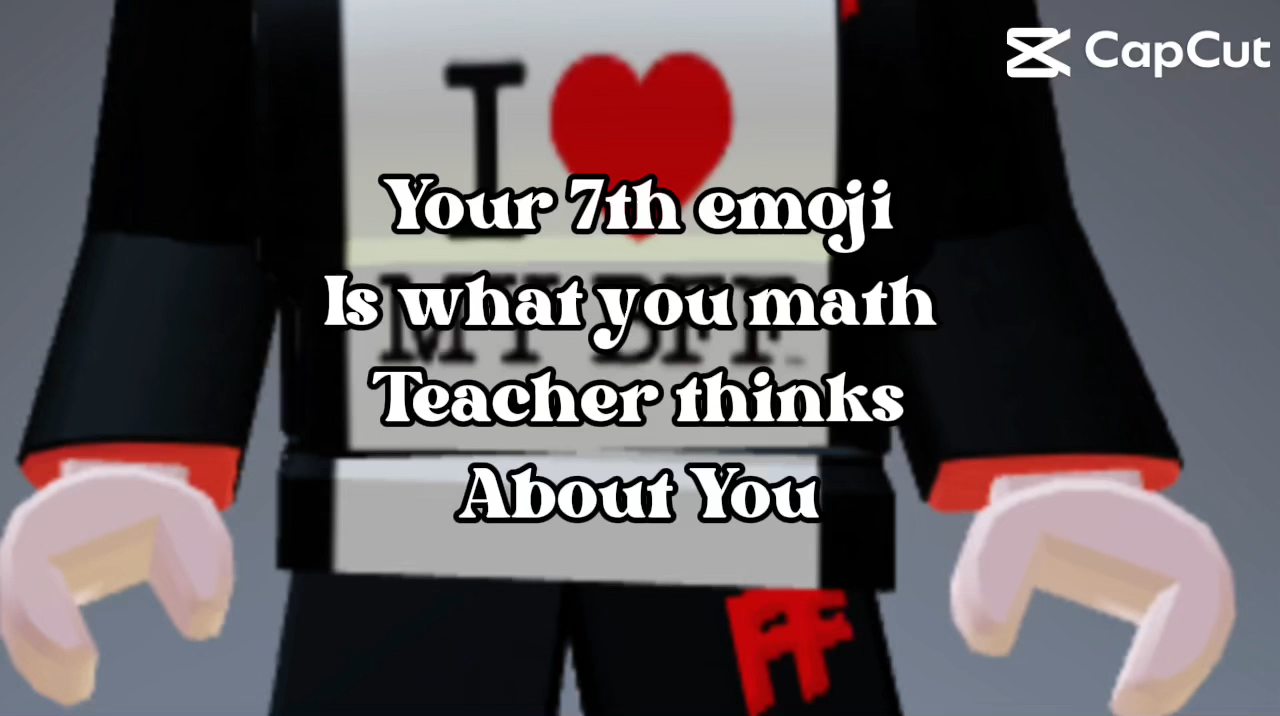 CapCut
I ❤
MY BFF
Your 7th emoji
Is what you math
Teacher thinks
About You